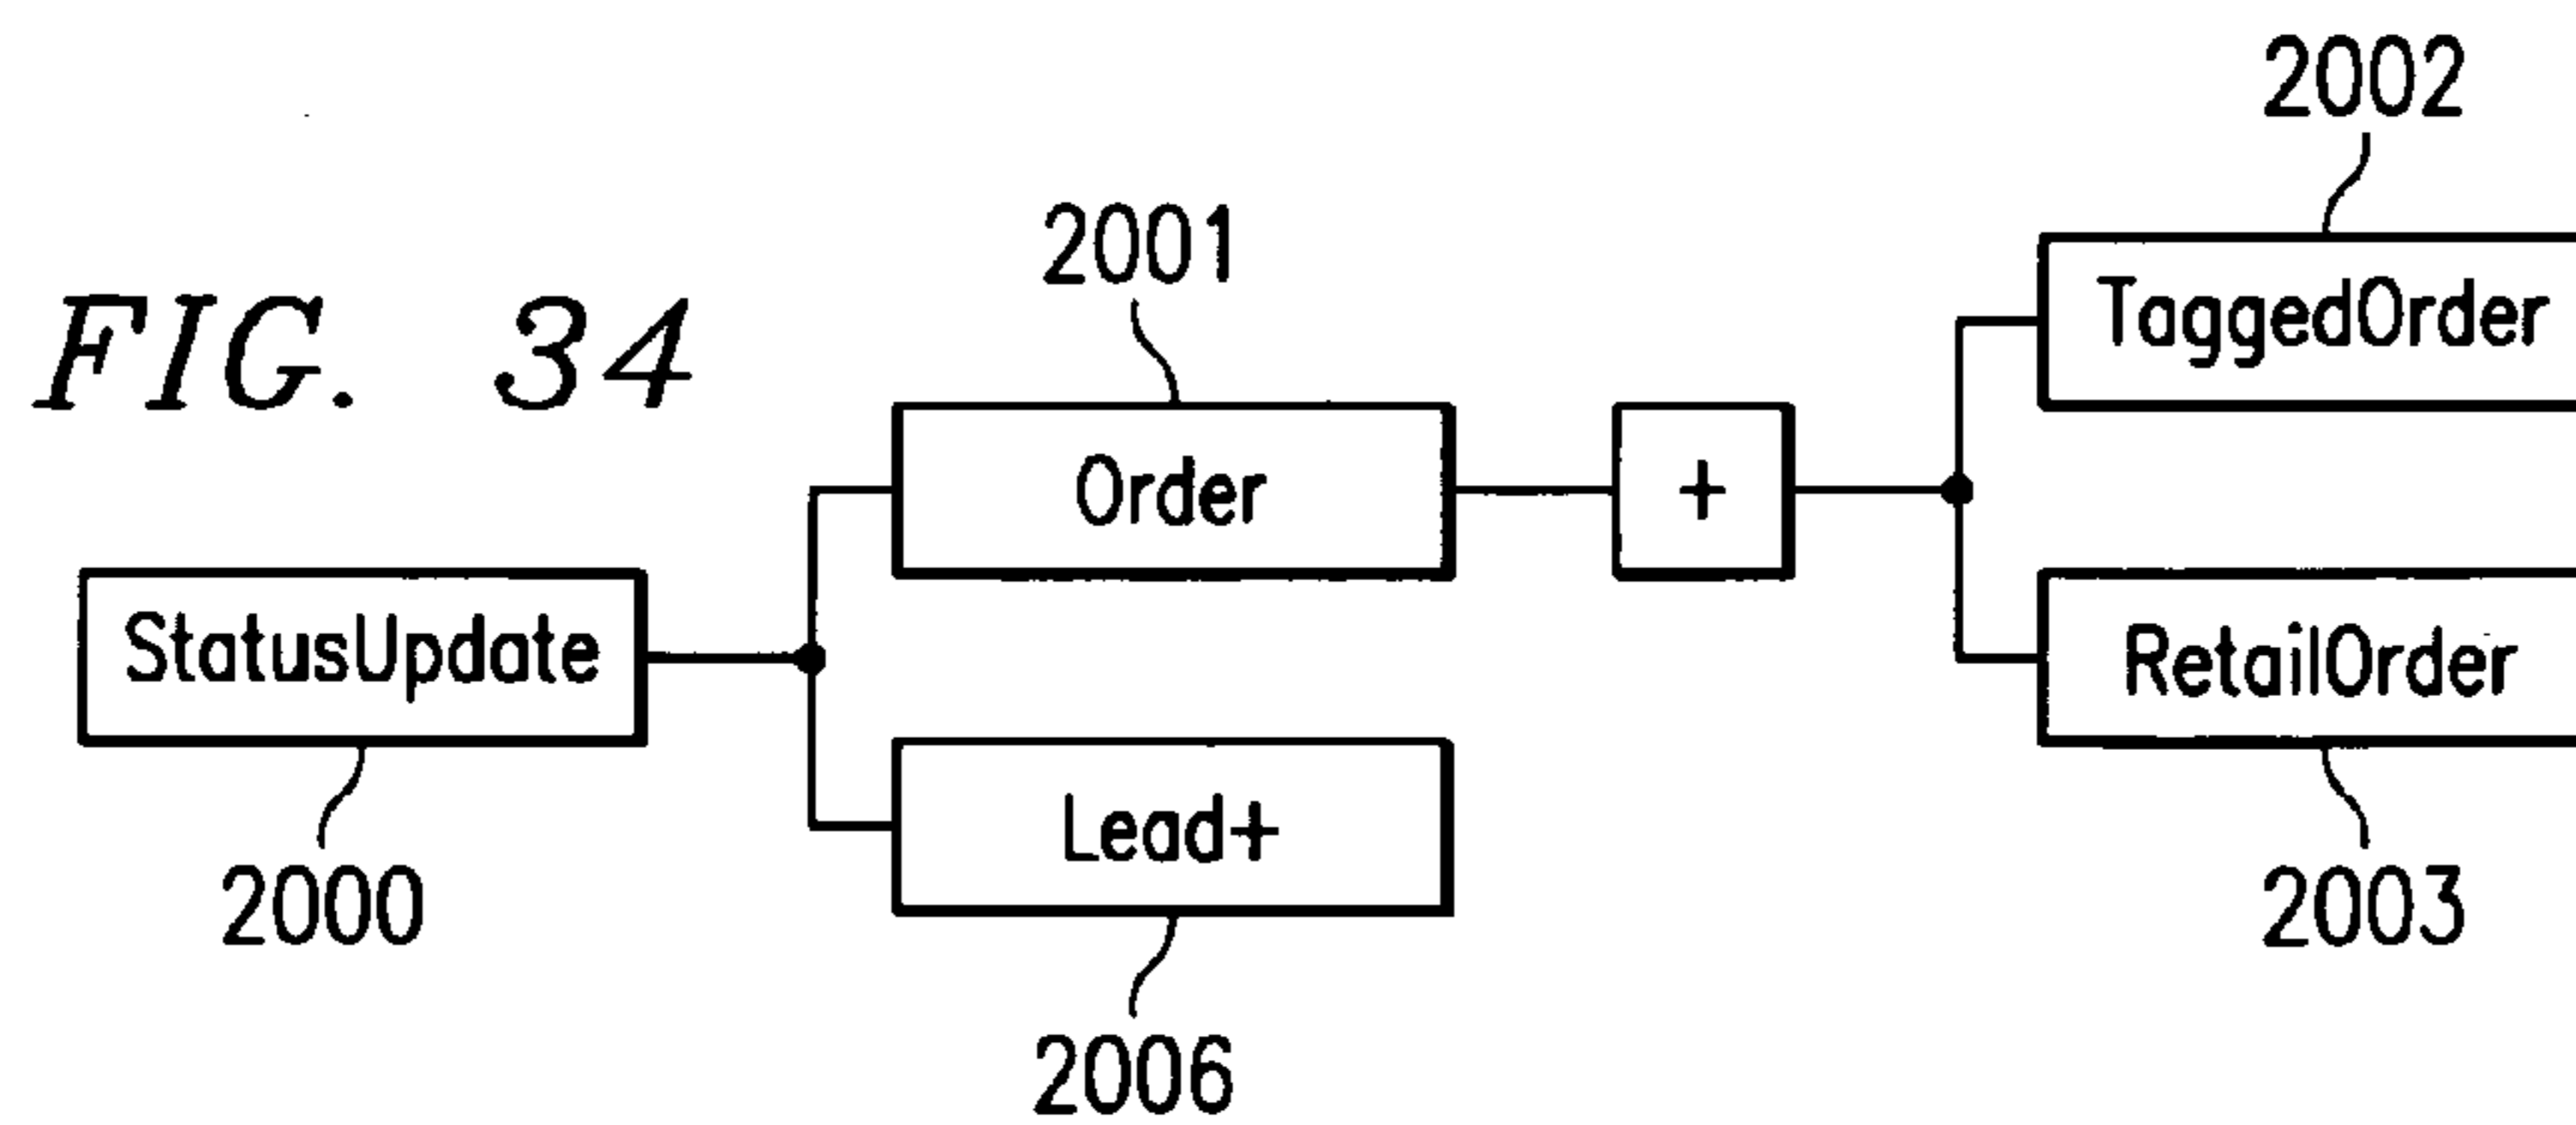 2002
2001
FIG. 34
TaggedOrder
Order
+
StatusUpdate
RetailOrder
Lead+
2000
2003
2006